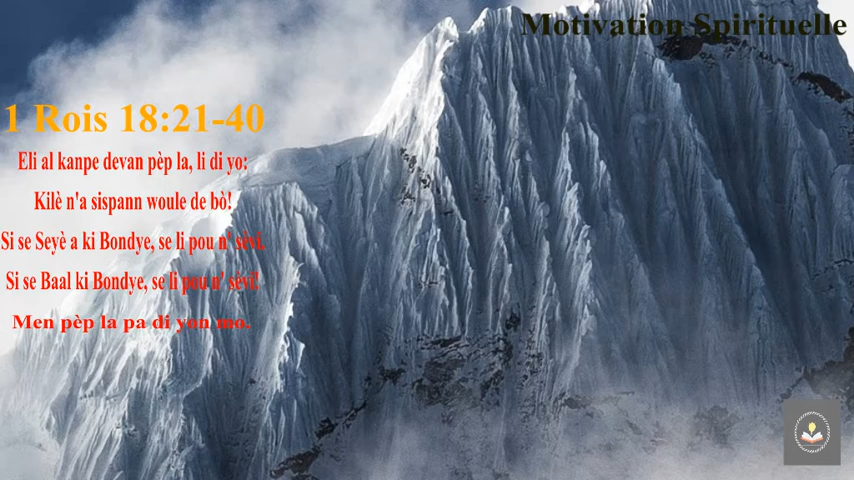 Motivation Spirituelle
1 Rois 18:21-40
Eli al kanpe devan pèp la, li di yo:
Kilè n'a sispann woule de bò!
Si se Seyè a ki Bondye, se li pou n' sèvi.
Si se Baal ki Bondye, se li pou n' sèvi!
Men pèp la pa di yon mo.